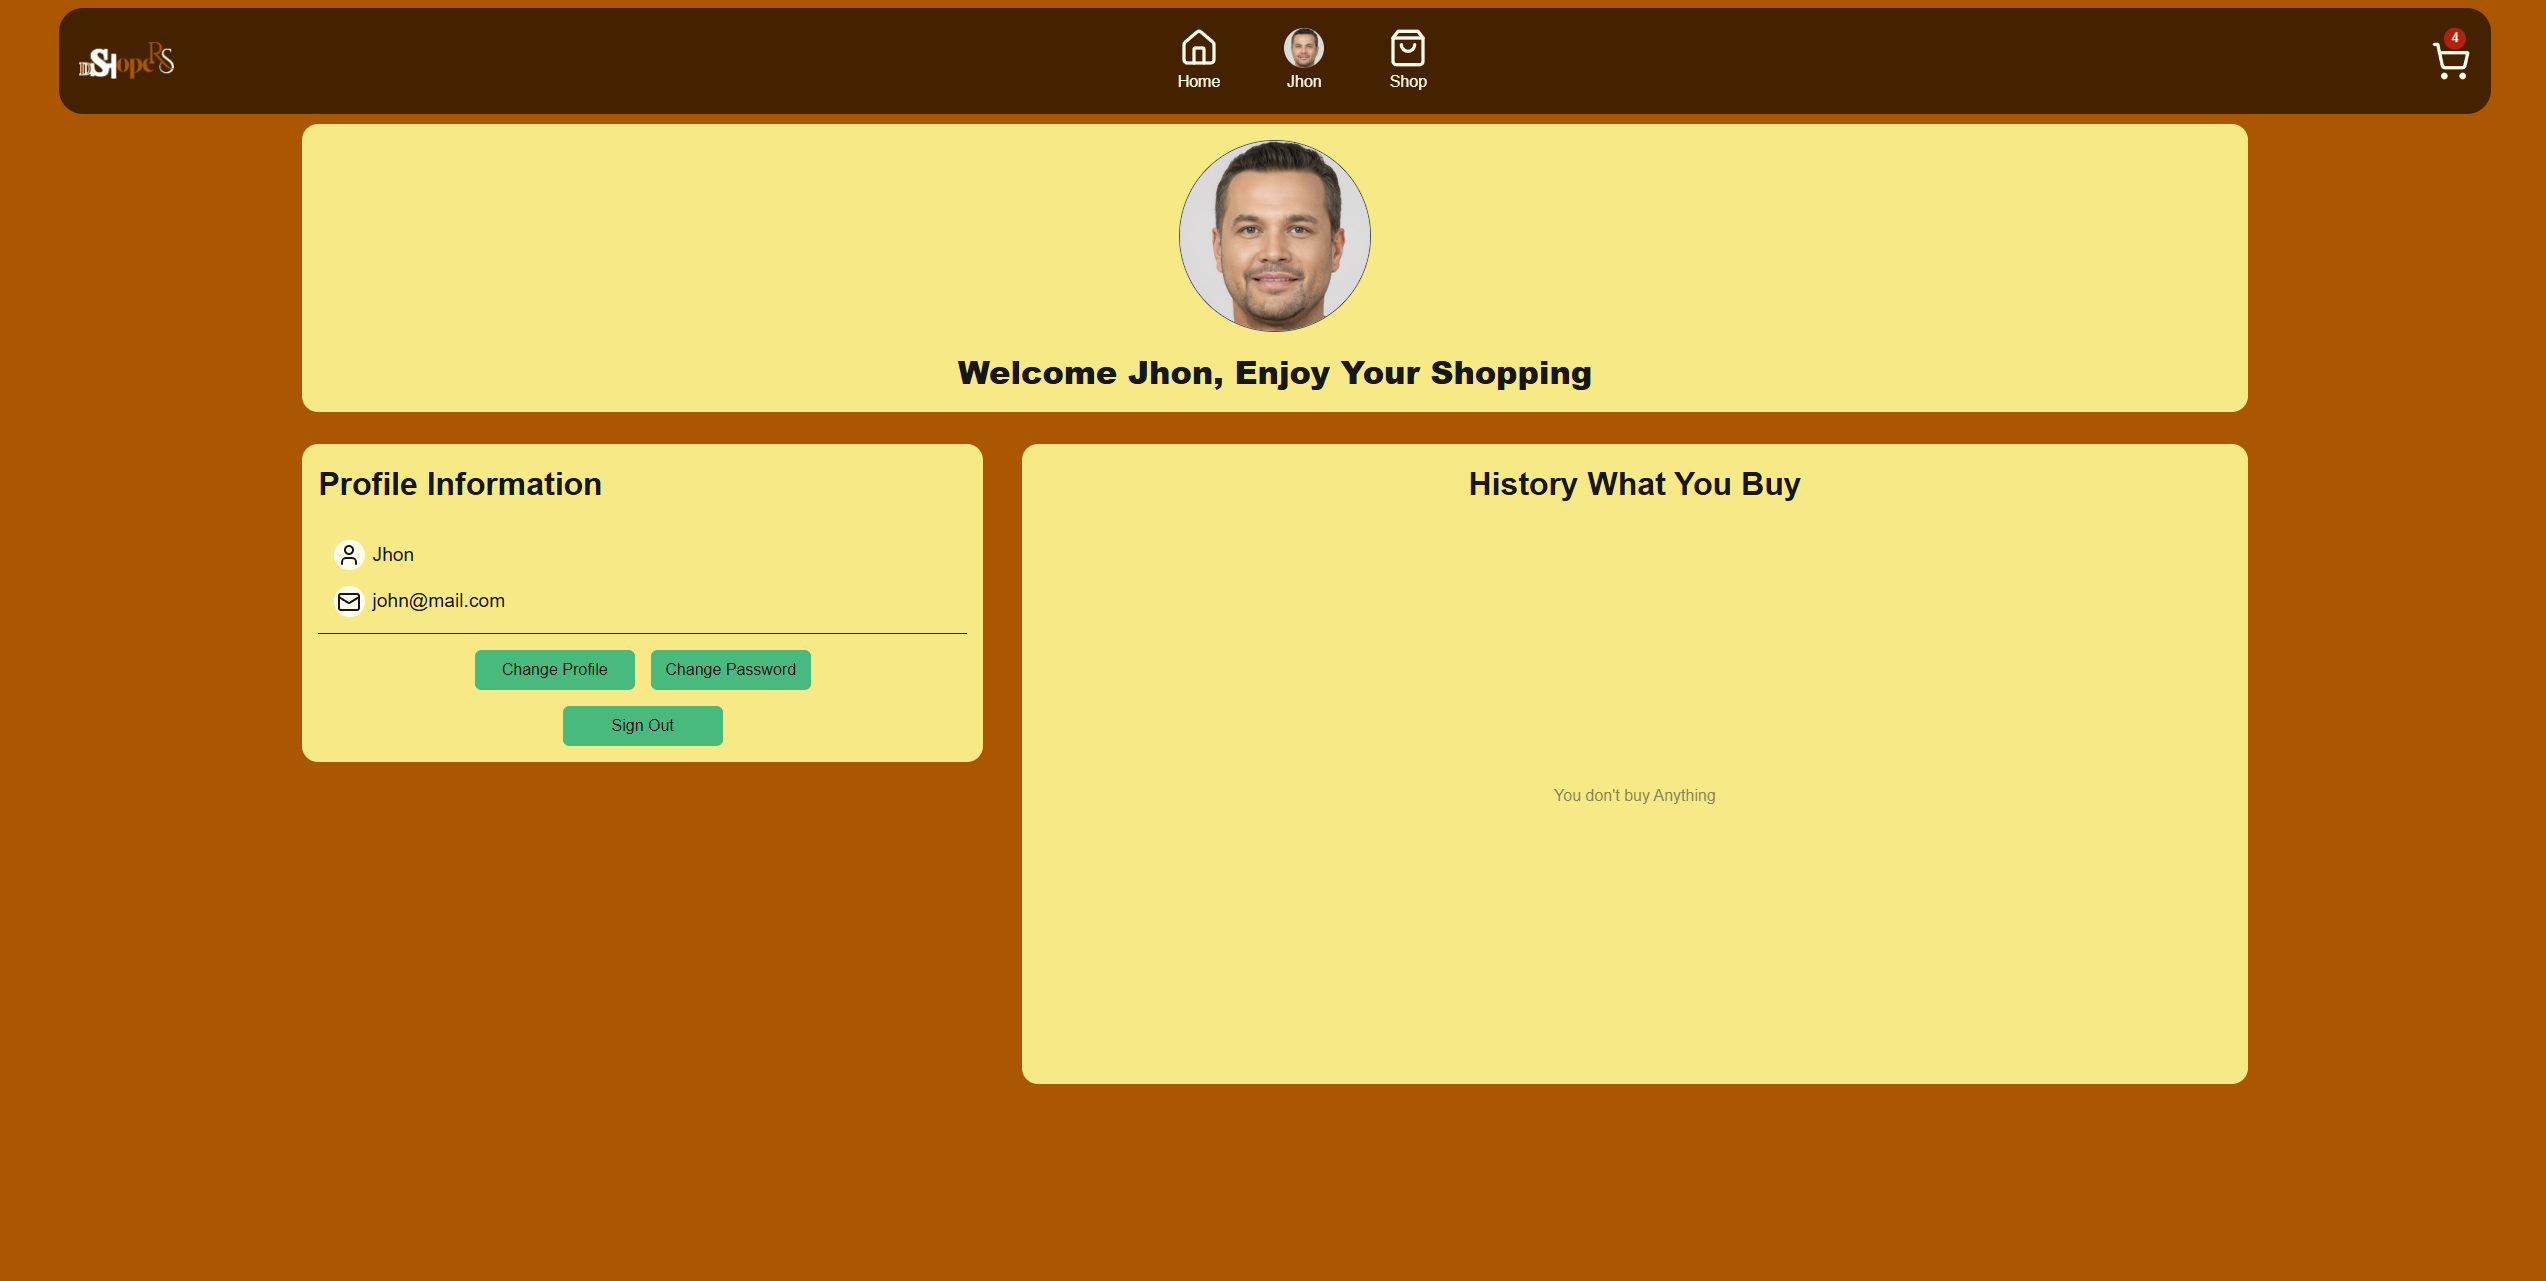 SHopeRS
Home
Jhon
Shop
4
Welcome Jhon, Enjoy Your Shopping
Profile Information
Jhon
john@mail.com
Change Profile
Change Password
Sign Out
History What You Buy
You don't buy Anything